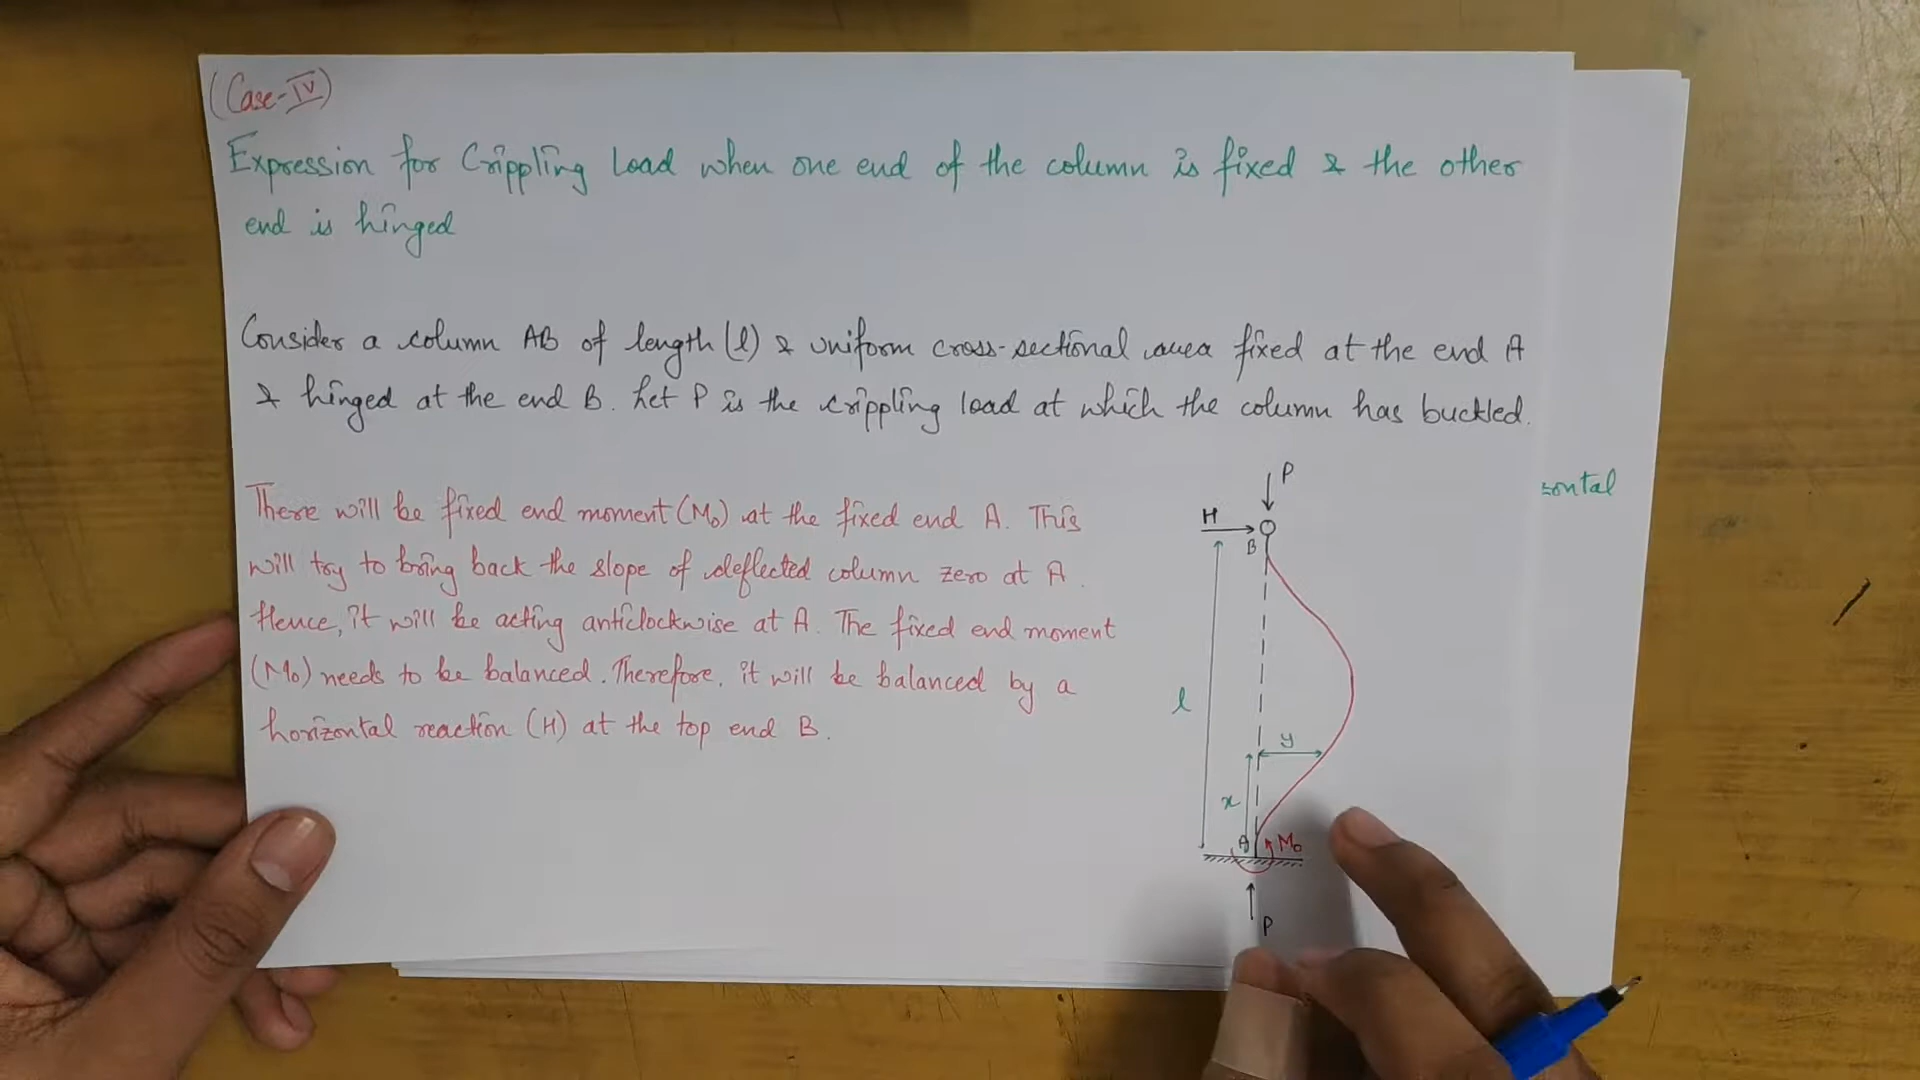 (Case-IV)
Expression for Crippling Load when one end of the column is fixed & the other
end is hinged
Consider a column AB of length (l) & uniform cross-sectional area fixed at the end A
& hinged at the end B. Let P is the crippling load at which the column has buckled.
There will be fixed end moment (M₀) at the fixed end A. This
will try to bring back the slope of deflected column zero at A.
Hence, it will be acting anticlockwise at A. The fixed end moment
(M₀) needs to be balanced. Therefore, it will be balanced by a
horizontal reaction (H) at the top end B.
P
H
B
l
y
x
A M₀
P
zontal